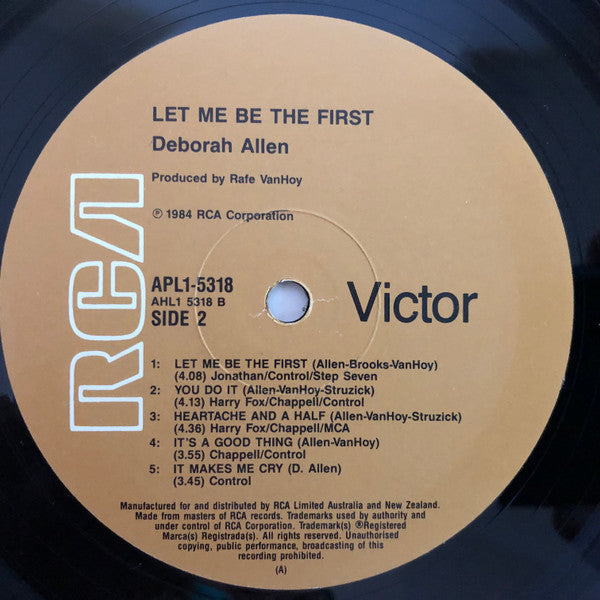 LET ME BE THE FIRST
Deborah Allen
Produced by Rafe VanHoy
℗ 1984 RCA Corporation
RCA
APL1-5318
AHL1 5318 B
SIDE 2
Victor
1: LET ME BE THE FIRST (Allen-Brooks-VanHoy)
(4.08) Jonathan/Control/Step Seven
2: YOU DO IT (Allen-VanHoy-Struzick)
(4.13) Harry Fox/Chappell/Control
3: HEARTACHE AND A HALF (Allen-VanHoy-Struzick)
(4.36) Harry Fox/Chappell/MCA
4: IT'S A GOOD THING (Allen-VanHoy)
(3.55) Chappell/Control
5: IT MAKES ME CRY (D. Allen)
(3.45) Control
Manufactured for and distributed by RCA Limited Australia and New Zealand.
Made from masters of RCA records. Trademarks used by authority and
under control of RCA Corporation. Trademark(s) ®Registered
Marca(s) Registrada(s). All rights reserved. Unauthorised
copying, public performance, broadcasting of this
recording prohibited.
(A)